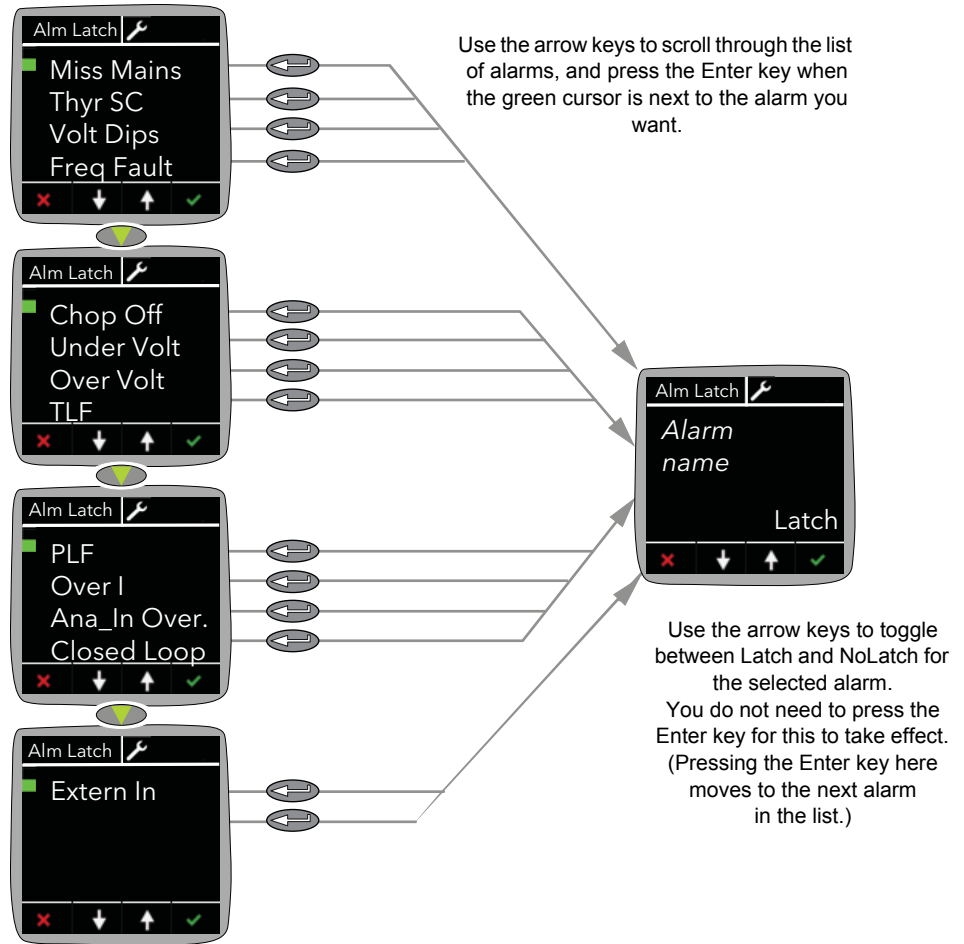 Alm Latch
Miss Mains
Thyr SC
Volt Dips
Freq Fault
Use the arrow keys to scroll through the list
of alarms, and press the Enter key when
the green cursor is next to the alarm you
want.
Alm Latch
Chop Off
Under Volt
Over Volt
TLF
Alm Latch
PLF
Over I
Ana_In Over.
Closed Loop
Alm Latch
Extern In
Alm Latch
Alarm
name
Latch
Use the arrow keys to toggle
between Latch and NoLatch for
the selected alarm.
You do not need to press the
Enter key for this to take effect.
(Pressing the Enter key here
moves to the next alarm
in the list.)